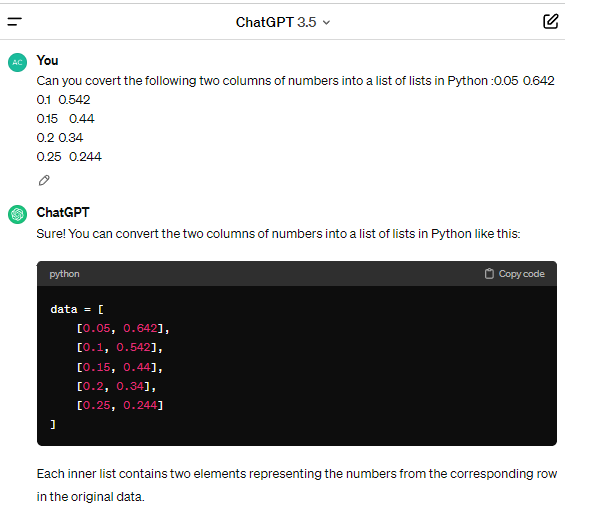 ChatGPT 3.5
AC You
Can you covert the following two columns of numbers into a list of lists in Python :0.05 0.642
0.1 0.542
0.15 0.44
0.2 0.34
0.25 0.244
ChatGPT
Sure! You can convert the two columns of numbers into a list of lists in Python like this:
python Copy code
data = [
    [0.05, 0.642],
    [0.1, 0.542],
    [0.15, 0.44],
    [0.2, 0.34],
    [0.25, 0.244]
]
Each inner list contains two elements representing the numbers from the corresponding row
in the original data.